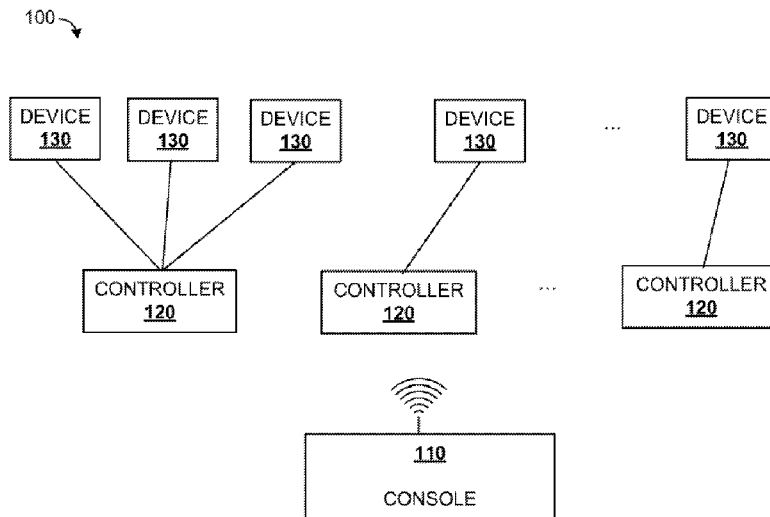 100
DEVICE DEVICE DEVICE DEVICE ... DEVICE
130 130 130 130 130
CONTROLLER CONTROLLER ... CONTROLLER
120 120 120
110
CONSOLE